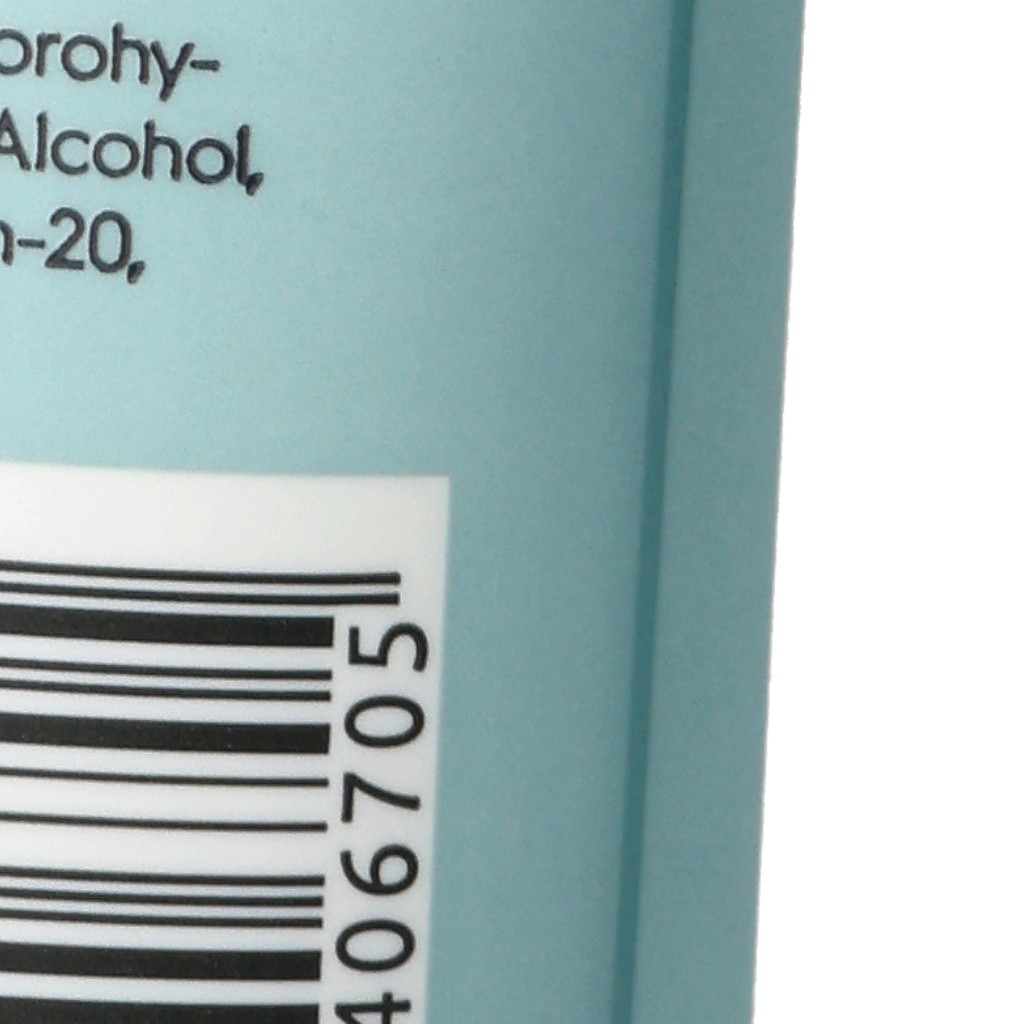 orohy-
Alcohol,
n-20,
406705